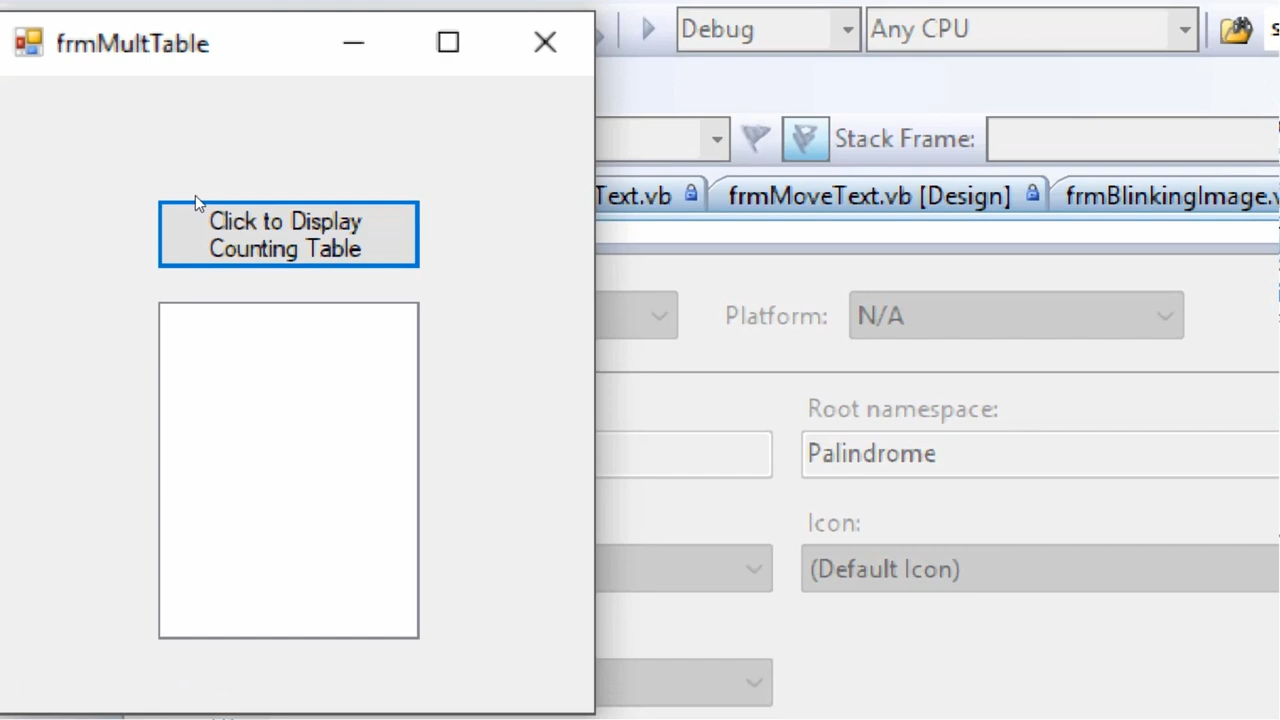 frmMultTable
Click to Display
Counting Table
Debug
Any CPU
Stack Frame:
Text.vb
frmMoveText.vb [Design]
frmBlinkingImage.v
Platform:
N/A
Root namespace:
Palindrome
Icon:
(Default Icon)